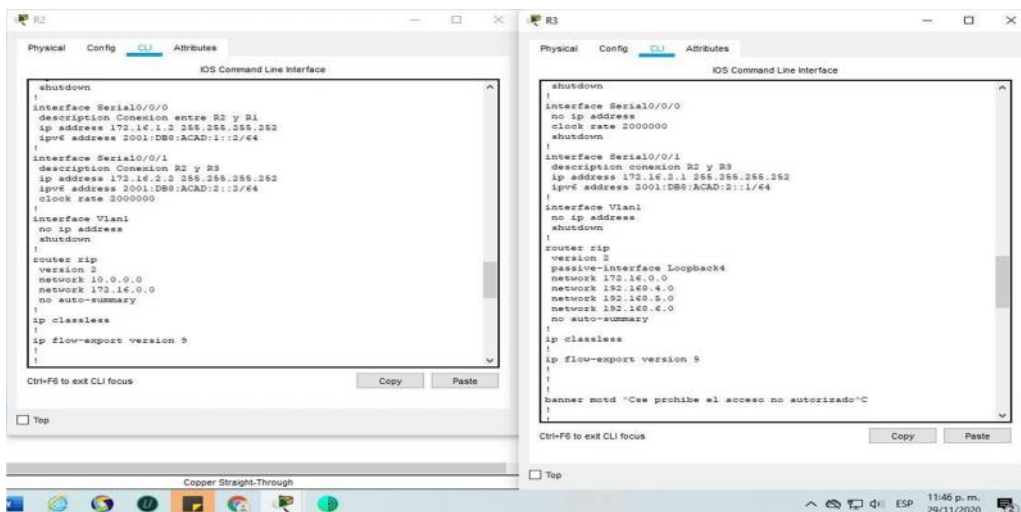 R2
Physical Config CLI Attributes
IOS Command Line Interface
shutdown
!
interface Serial0/0/0
description Conexion entre R2 y R1
ip address 172.16.1.2 255.255.255.252
ipv6 address 2001:DB8:ACAD:1::2/64
!
interface Serial0/0/1
description Conexion R2 y R3
ip address 172.16.2.2 255.255.255.252
ipv6 address 2001:DB8:ACAD:2::2/64
clock rate 2000000
!
interface Vlan1
no ip address
shutdown
!
router rip
version 2
network 10.0.0.0
network 172.16.0.0
no auto-summary
!
ip classless
!
ip flow-export version 9
!
!
Ctrl+F6 to exit CLI focus
Copy Paste
Top
Copper Straight-Through
R3
Physical Config CLI Attributes
IOS Command Line Interface
shutdown
!
interface Serial0/0/0
no ip address
clock rate 2000000
shutdown
!
interface Serial0/0/1
description conexion R2 y R3
ip address 172.16.2.1 255.255.255.252
ipv6 address 2001:DB8:ACAD:2::1/64
!
interface Vlan1
no ip address
shutdown
!
router rip
version 2
passive-interface Loopback4
network 172.16.0.0
network 192.168.4.0
network 192.168.5.0
network 192.168.6.0
no auto-summary
!
ip classless
!
ip flow-export version 9
!
!
!
banner motd ^Cse prohibe el acceso no autorizado^C
!
!
Ctrl+F6 to exit CLI focus
Copy Paste
Top
ESP
11:46 p. m.
29/11/2020